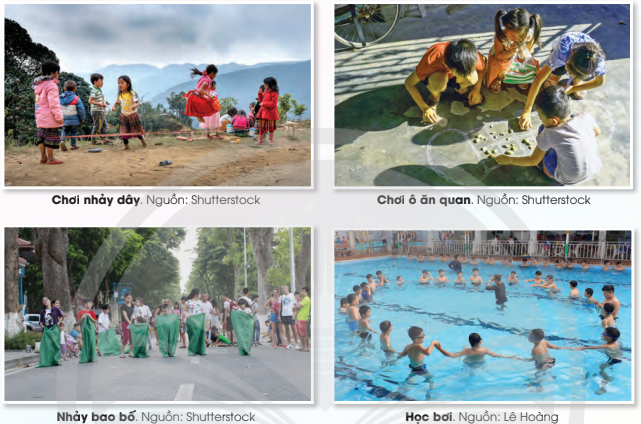 Chơi nhảy dây. Nguồn: Shutterstock
Chơi ô ăn quan. Nguồn: Shutterstock
Nhảy bao bố. Nguồn: Shutterstock
Học bơi. Nguồn: Lê Hoàng